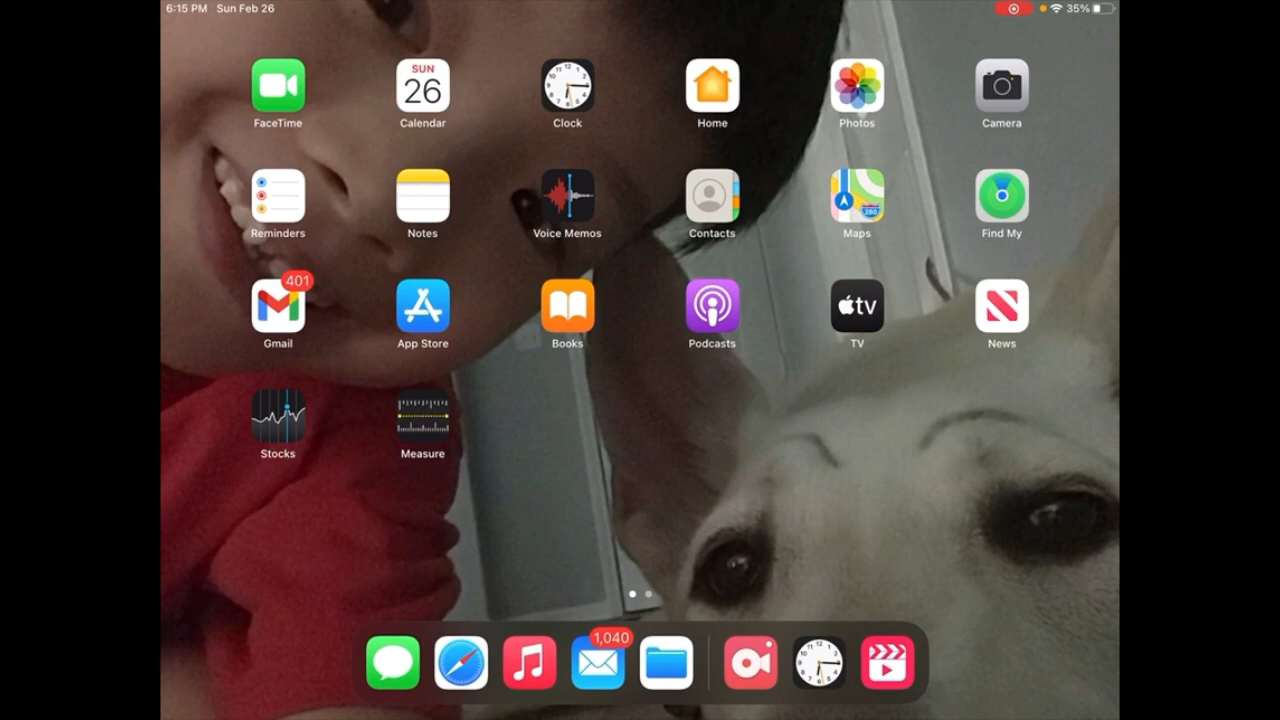 6:15 PM Sun Feb 26
35%
SUN
26
FaceTime
Calendar
Clock
Home
Photos
Camera
280
Reminders
Notes
Voice Memos
Contacts
Maps
Find My
401
tv
Gmail
App Store
Books
Podcasts
TV
News
Stocks
Measure
1,040